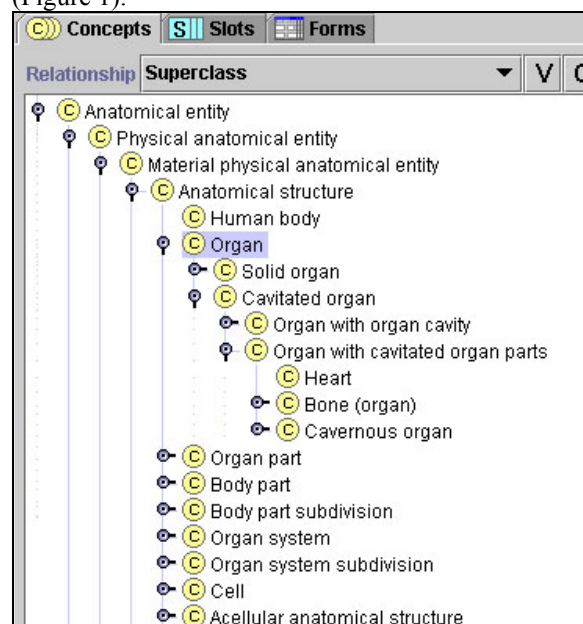 (Figure 1).
C Concepts S Slots Forms
Relationship Superclass V C
C Anatomical entity
C Physical anatomical entity
C Material physical anatomical entity
C Anatomical structure
C Human body
C Organ
C Solid organ
C Cavitated organ
C Organ with organ cavity
C Organ with cavitated organ parts
C Heart
C Bone (organ)
C Cavernous organ
C Organ part
C Body part
C Body part subdivision
C Organ system
C Organ system subdivision
C Cell
C Acellular anatomical structure